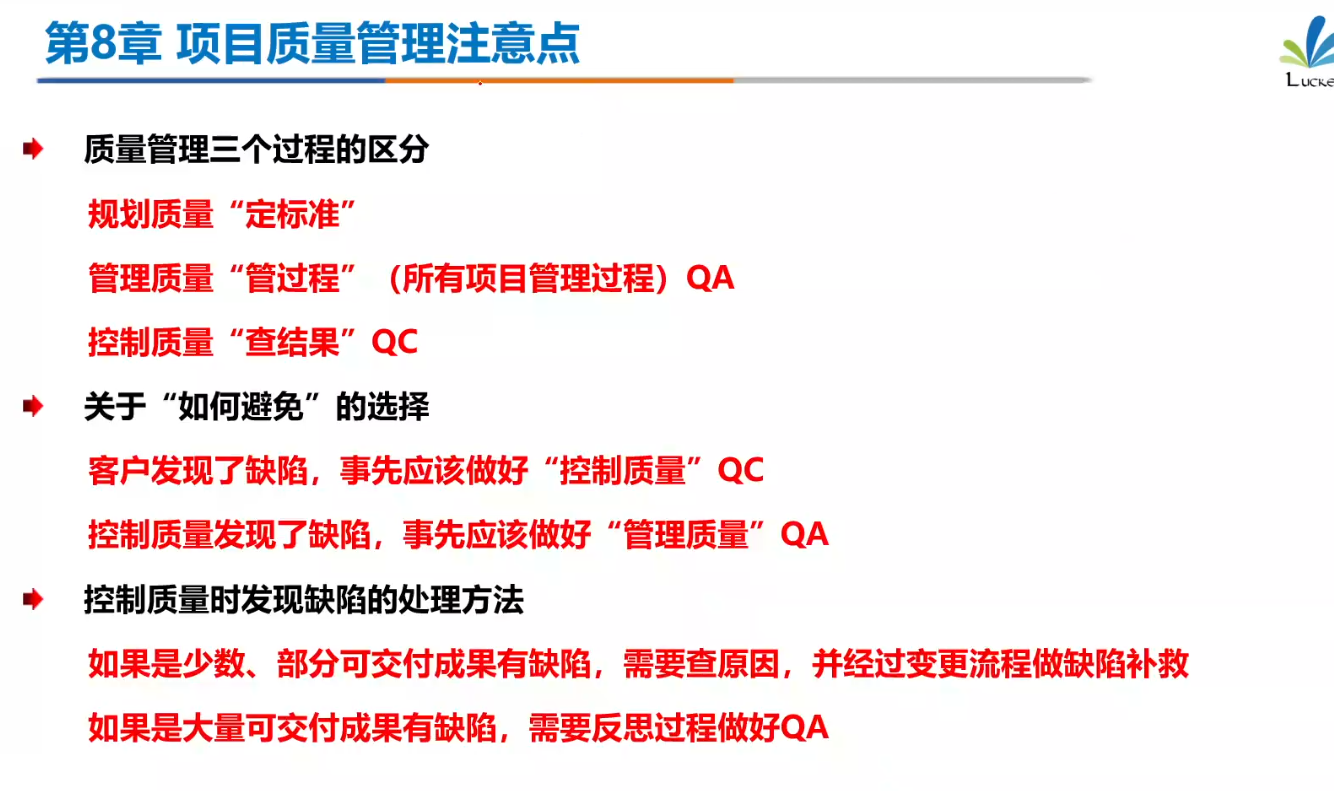 第8章 项目质量管理注意点
质量管理三个过程的区分
规划质量“定标准”
管理质量“管过程”（所有项目管理过程）QA
控制质量“查结果”QC
关于“如何避免”的选择
客户发现了缺陷，事先应该做好“控制质量”QC
控制质量发现了缺陷，事先应该做好“管理质量”QA
控制质量时发现缺陷的处理方法
如果是少数、部分可交付成果有缺陷，需要查原因，并经过变更流程做缺陷补救
如果是大量可交付成果有缺陷，需要反思过程做好QA